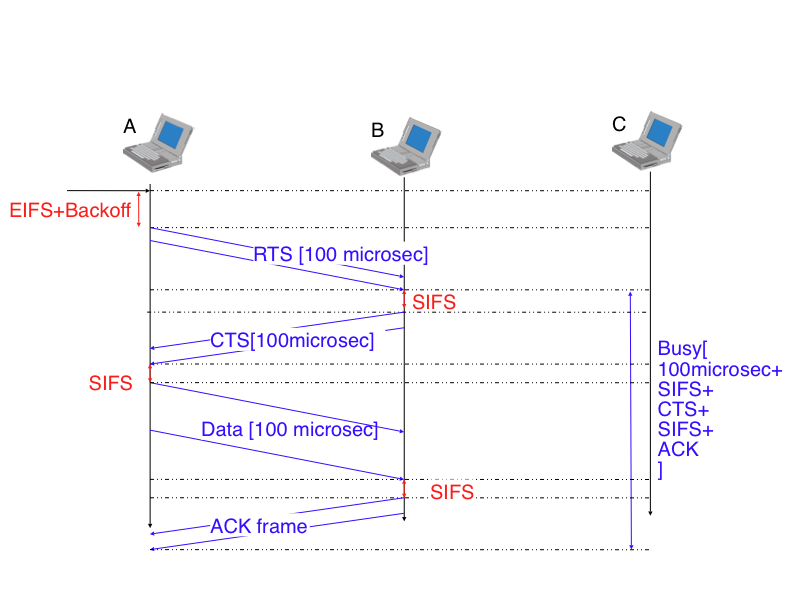 A
B
C
EIFS+Backoff
RTS [100 microsec]
SIFS
CTS[100microsec]
SIFS
Busy[
100microsec+
SIFS+
CTS+
SIFS+
ACK
]
Data [100 microsec]
SIFS
ACK frame